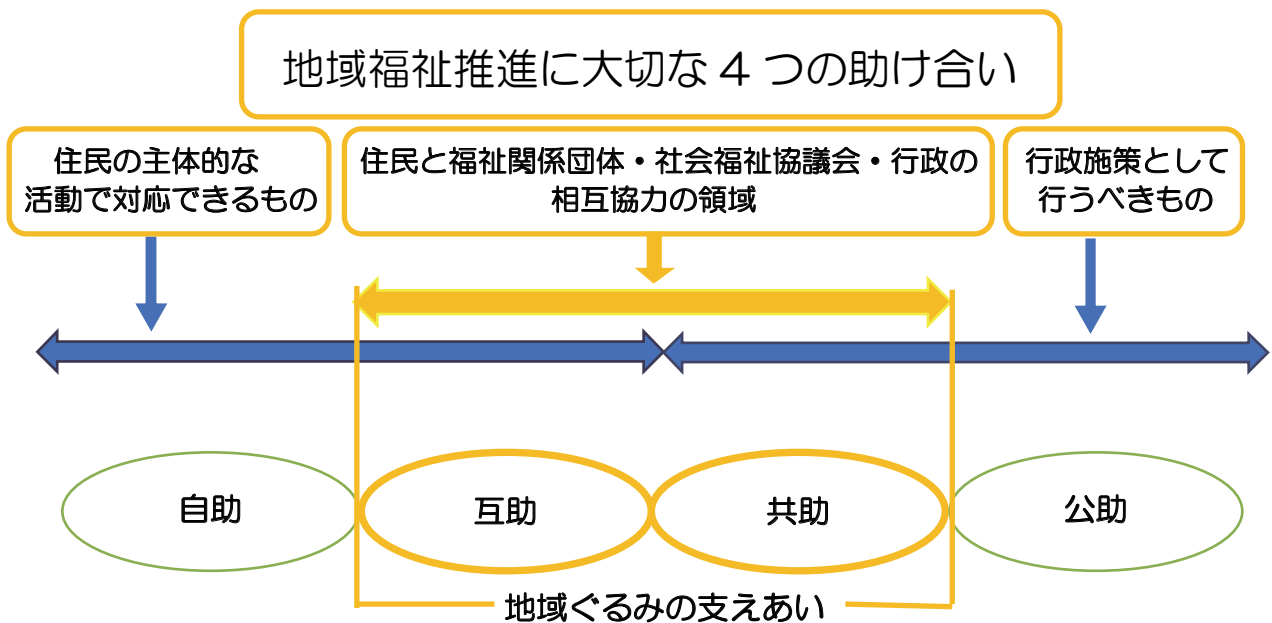 地域福祉推進に大切な４つの助け合い
住民の主体的な
活動で対応できるもの
住民と福祉関係団体・社会福祉協議会・行政の
相互協力の領域
行政施策として
行うべきもの
自助
互助
共助
公助
地域ぐるみの支えあい